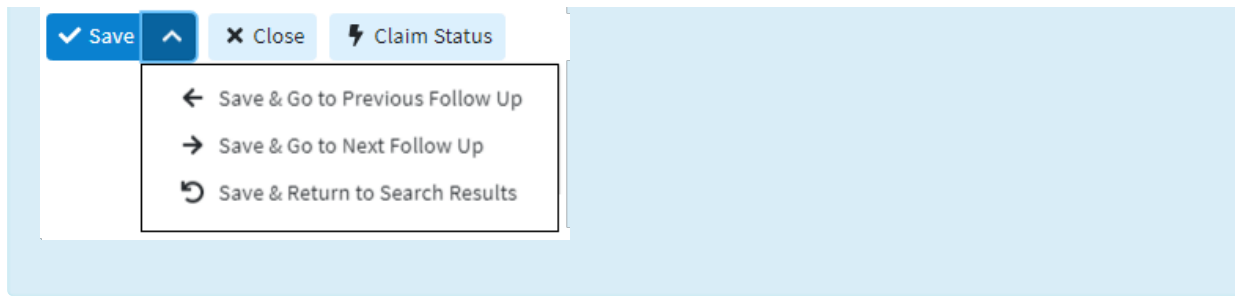 Save Close Claim Status
Save & Go to Previous Follow Up
Save & Go to Next Follow Up
Save & Return to Search Results